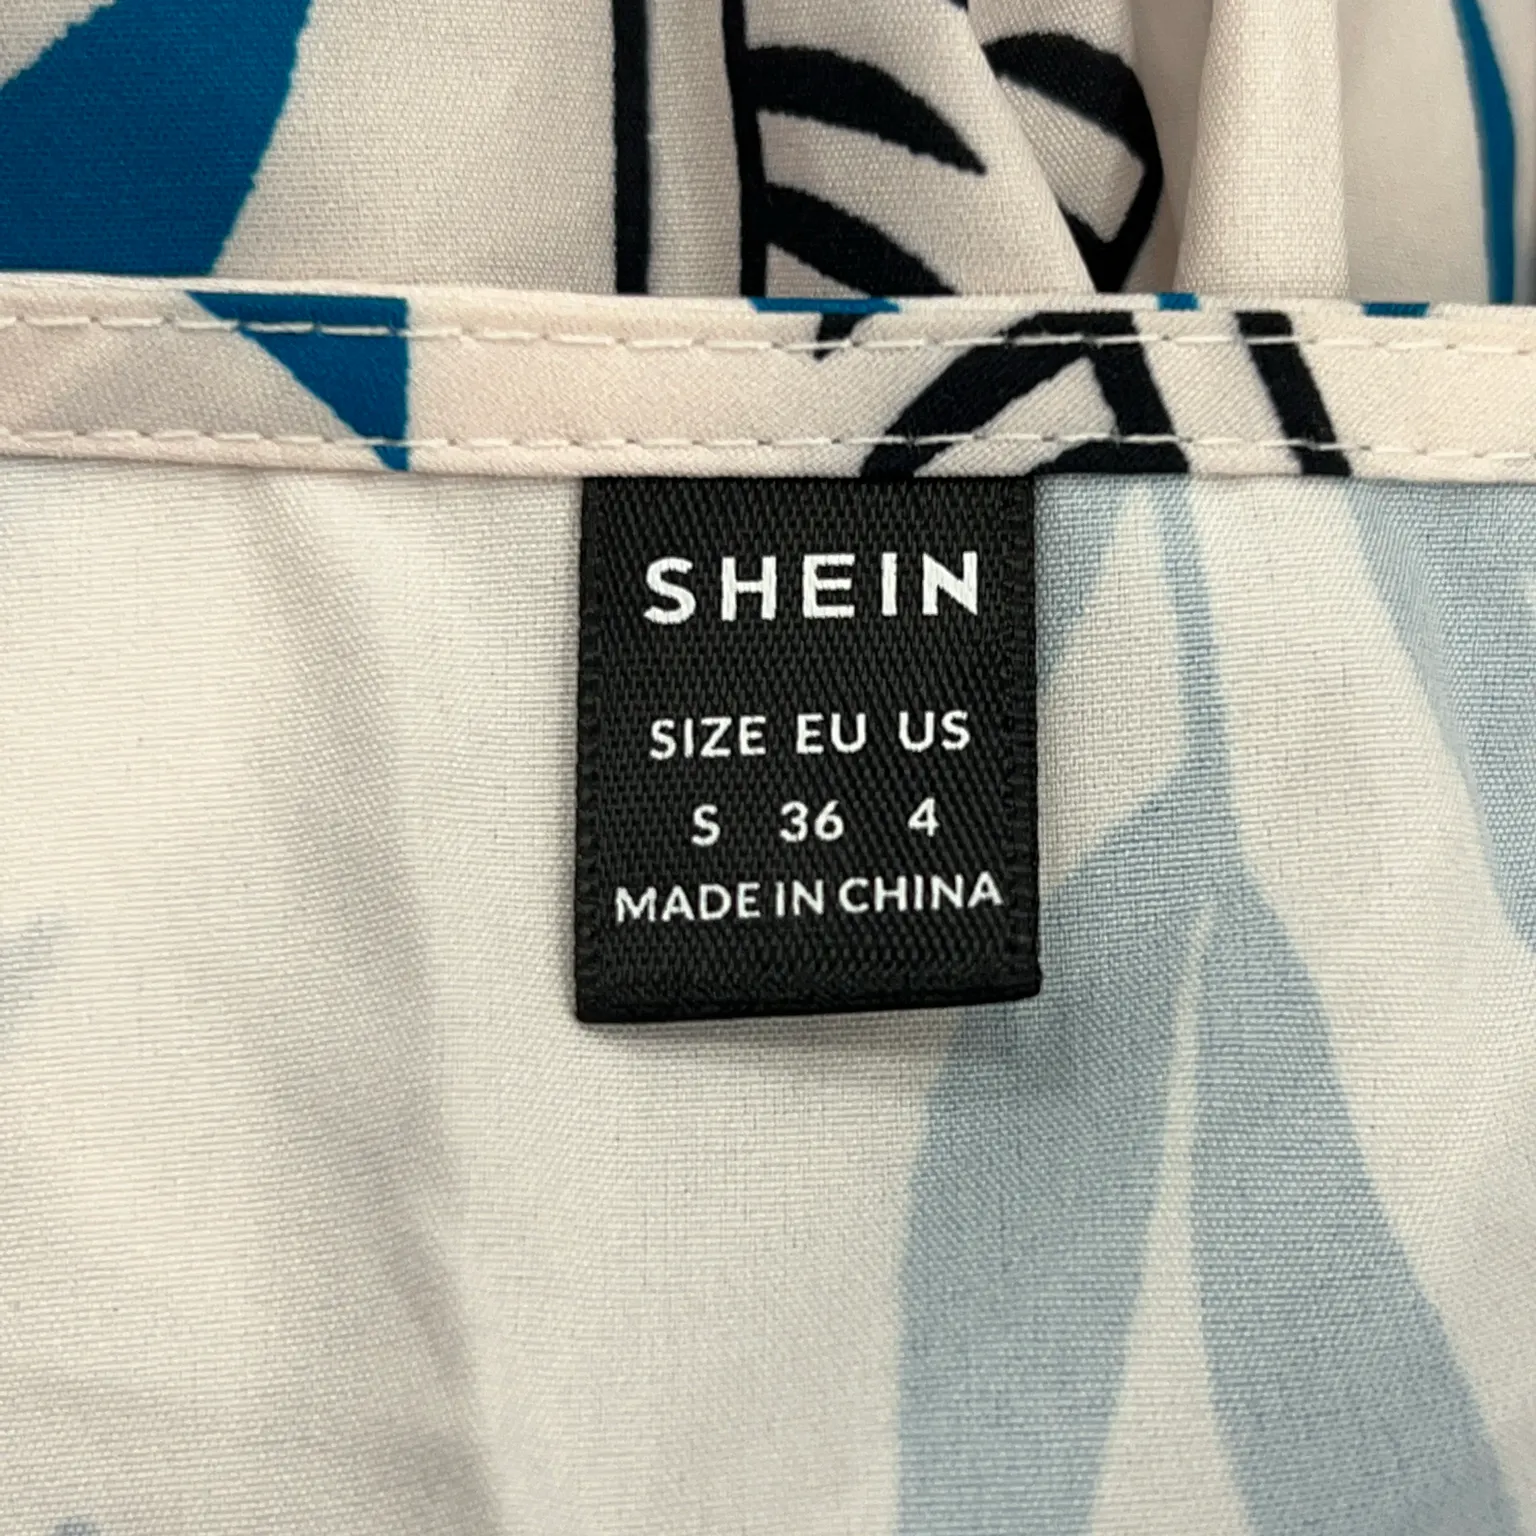 SHEIN
SIZE EU US
S 36 4
MADE IN CHINA